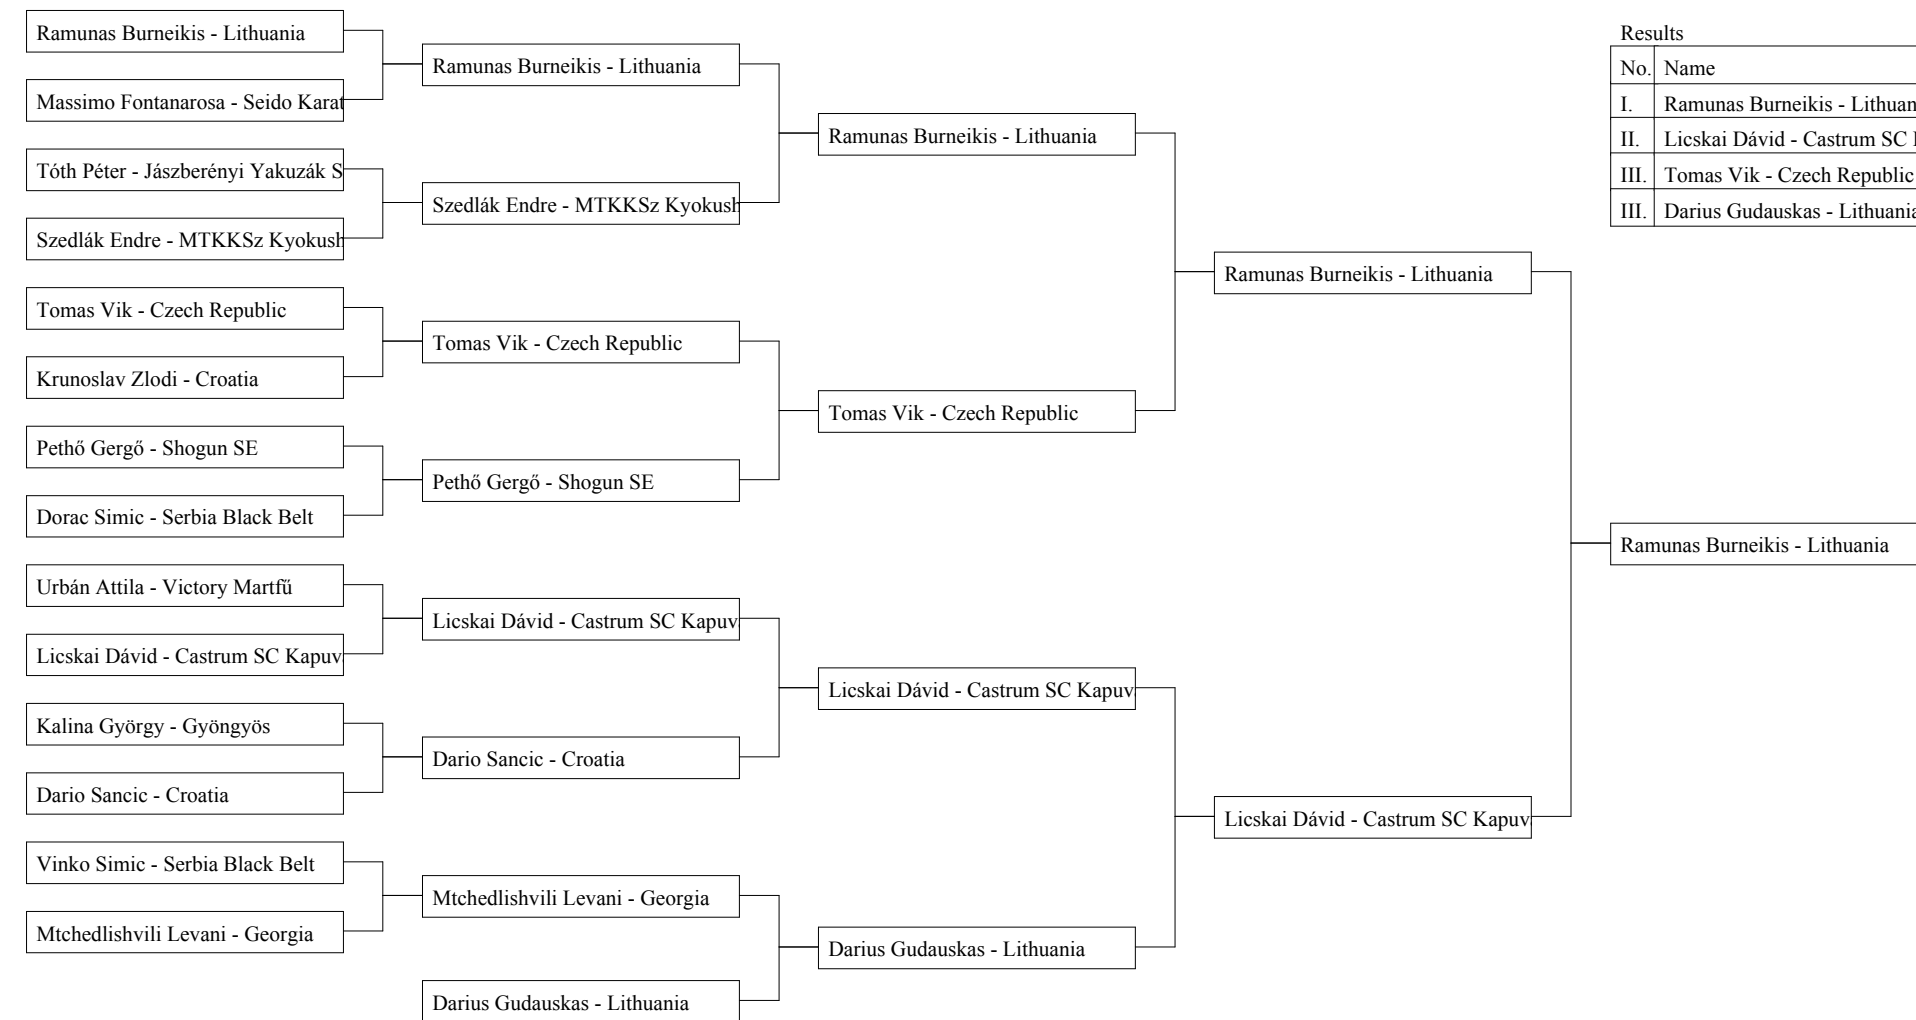 Ramunas Burneikis - Lithuania
Massimo Fontanarosa - Seido Karat
Tóth Péter - Jászberényi Yakuzák S
Szedlák Endre - MTKKSz Kyokush
Tomas Vik - Czech Republic
Krunoslav Zlodi - Croatia
Pethő Gergő - Shogun SE
Dorac Simic - Serbia Black Belt
Urbán Attila - Victory Martfű
Licskai Dávid - Castrum SC Kapuv
Kalina György - Gyöngyös
Dario Sancic - Croatia
Vinko Simic - Serbia Black Belt
Mtchedlishvili Levani - Georgia
Ramunas Burneikis - Lithuania
Szedlák Endre - MTKKSz Kyokush
Tomas Vik - Czech Republic
Pethő Gergő - Shogun SE
Licskai Dávid - Castrum SC Kapuv
Dario Sancic - Croatia
Mtchedlishvili Levani - Georgia
Darius Gudauskas - Lithuania
Ramunas Burneikis - Lithuania
Tomas Vik - Czech Republic
Licskai Dávid - Castrum SC Kapuv
Darius Gudauskas - Lithuania
Ramunas Burneikis - Lithuania
Licskai Dávid - Castrum SC Kapuv
Ramunas Burneikis - Lithuania
Results
No. Name
I. Ramunas Burneikis - Lithuan
II. Licskai Dávid - Castrum SC
III. Tomas Vik - Czech Republic
III. Darius Gudauskas - Lithuania